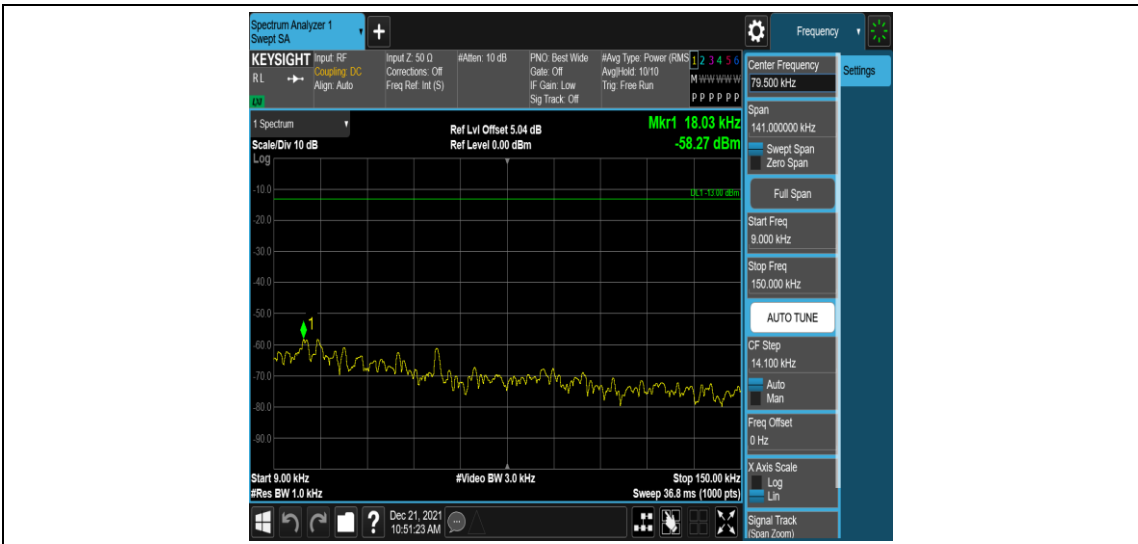 Spectrum Analyzer 1
Swept SA
+
Frequency
KEYSIGHT
RL
LXI
Input: RF
Coupling: DC
Align: Auto
Input Z: 50 Ω
Corrections: Off
Freq Ref: Int (S)
#Atten: 10 dB
PNO: Best Wide
Gate: Off
IF Gain: Low
Sig Track: Off
#Avg Type: Power (RMS
Avg|Hold: 10/10
Trig: Free Run
1 2 3 4 5 6
M W W W W W
P P P P P P
1 Spectrum
Scale/Div 10 dB
Ref Lvl Offset 5.04 dB
Ref Level 0.00 dBm
Mkr1 18.03 kHz
-58.27 dBm
Log
DL1 -13.00 dBm
-10.0
-20.0
-30.0
-40.0
-50.0
-60.0
-70.0
-80.0
-90.0
1
Start 9.00 kHz
#Video BW 3.0 kHz
Stop 150.00 kHz
#Res BW 1.0 kHz
Sweep 36.8 ms (1000 pts)
?
Dec 21, 2021
10:51:23 AM
Center Frequency
79.500 kHz
Settings
Span
141.000000 kHz
Swept Span
Zero Span
Full Span
Start Freq
9.000 kHz
Stop Freq
150.000 kHz
AUTO TUNE
CF Step
14.100 kHz
Auto
Man
Freq Offset
0 Hz
X Axis Scale
Log
Lin
Signal Track
(Span Zoom)